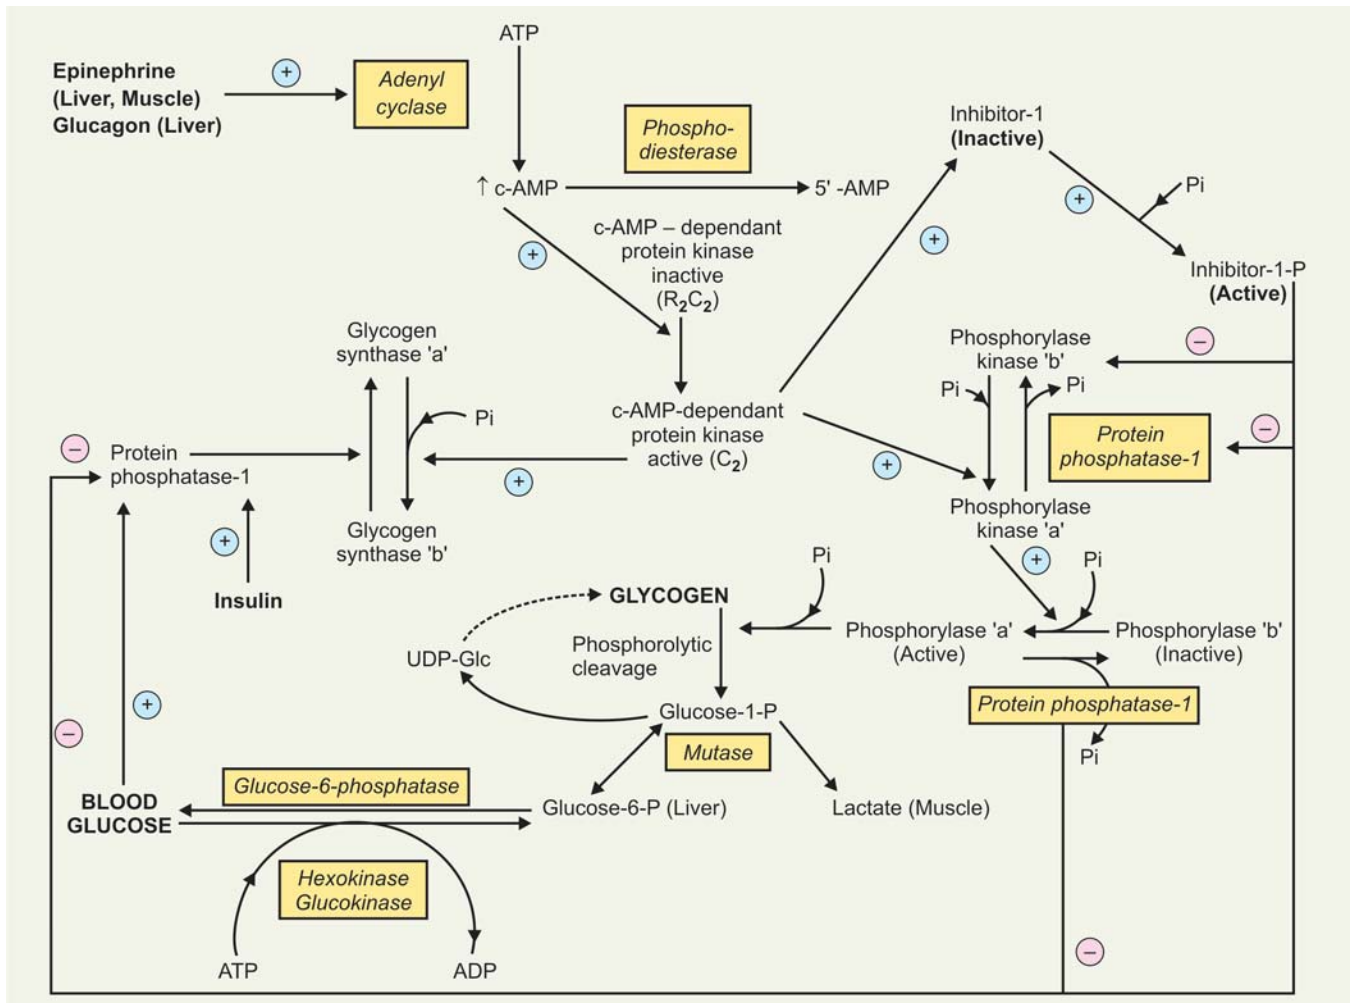 ATP
Epinephrine
(Liver, Muscle)
Glucagon (Liver)
+
Adenyl
cyclase
Phospho-
diesterase
↑ c-AMP
5' -AMP
Inhibitor-1
(Inactive)
+
Pi
Inhibitor-1-P
(Active)
c-AMP – dependant
protein kinase
inactive
(R₂C₂)
+
+
Glycogen
synthase 'a'
Pi
Glycogen
synthase 'b'
c-AMP-dependant
protein kinase
active (C₂)
+
+
Phosphorylase
kinase 'b'
–
Pi
Pi
Protein
phosphatase-1
–
Phosphorylase
kinase 'a'
+
–
Protein
phosphatase-1
+
Insulin
Pi
Pi
GLYCOGEN
Phosphorolytic
cleavage
UDP-Glc
Phosphorylase 'a'
(Active)
Phosphorylase 'b'
(Inactive)
Protein phosphatase-1
Pi
Glucose-1-P
Mutase
+
–
BLOOD
GLUCOSE
Glucose-6-phosphatase
Glucose-6-P (Liver)
Lactate (Muscle)
Hexokinase
Glucokinase
ATP
ADP
–